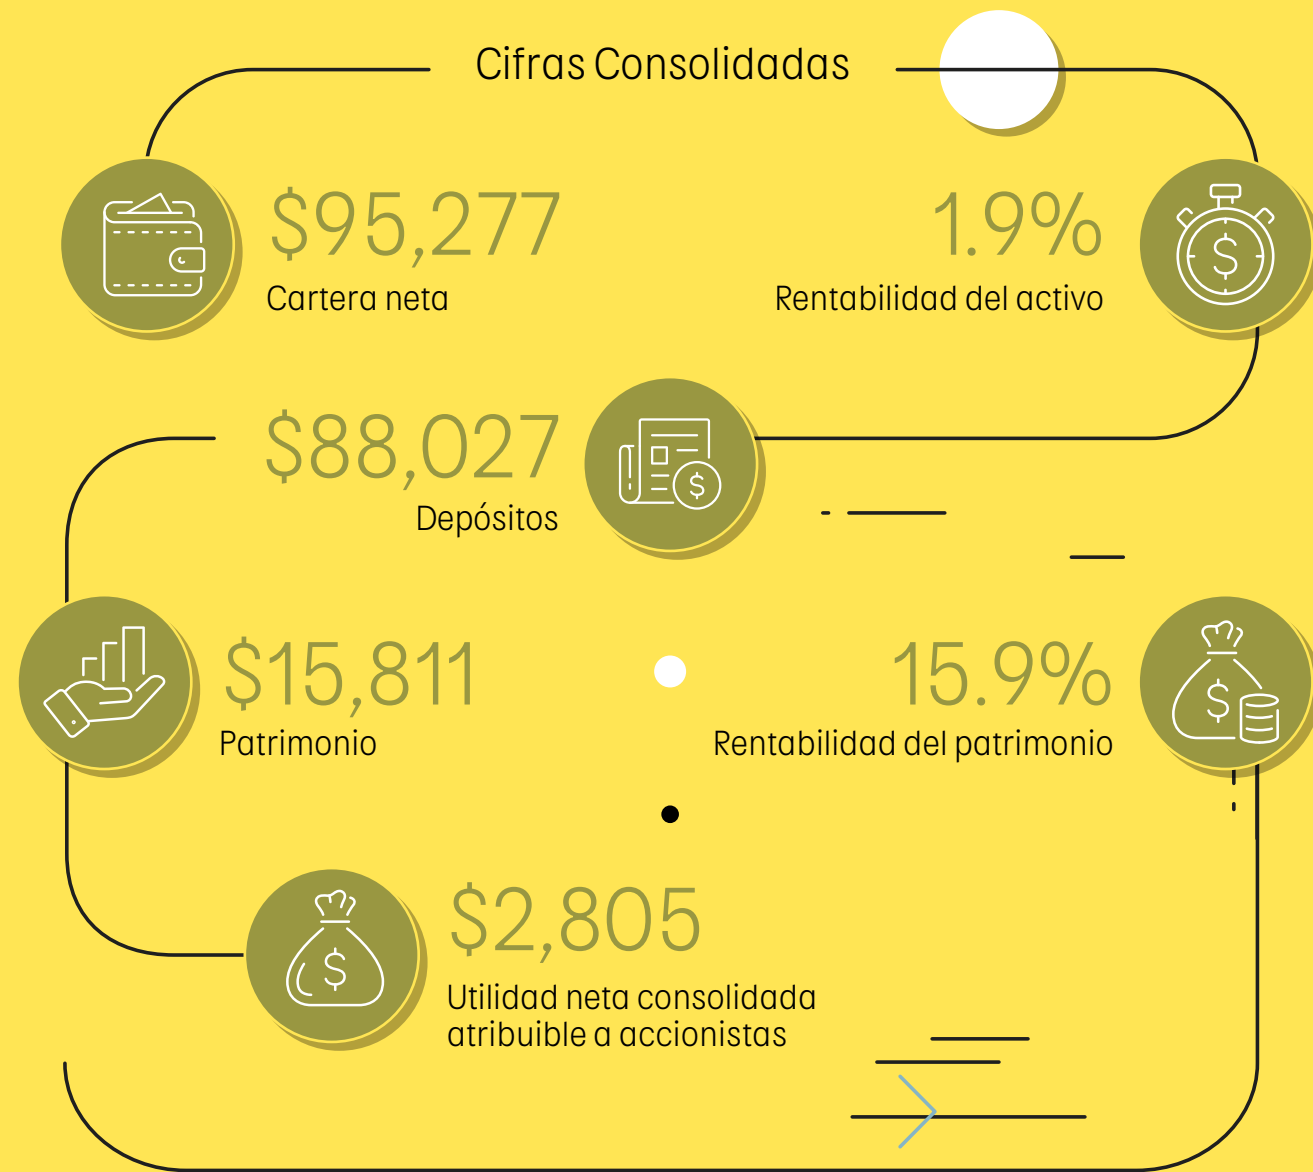 Cifras Consolidadas
$95,277
Cartera neta
1.9%
Rentabilidad del activo
$88,027
Depósitos
$15,811
Patrimonio
15.9%
Rentabilidad del patrimonio
$2,805
Utilidad neta consolidada
atribuible a accionistas